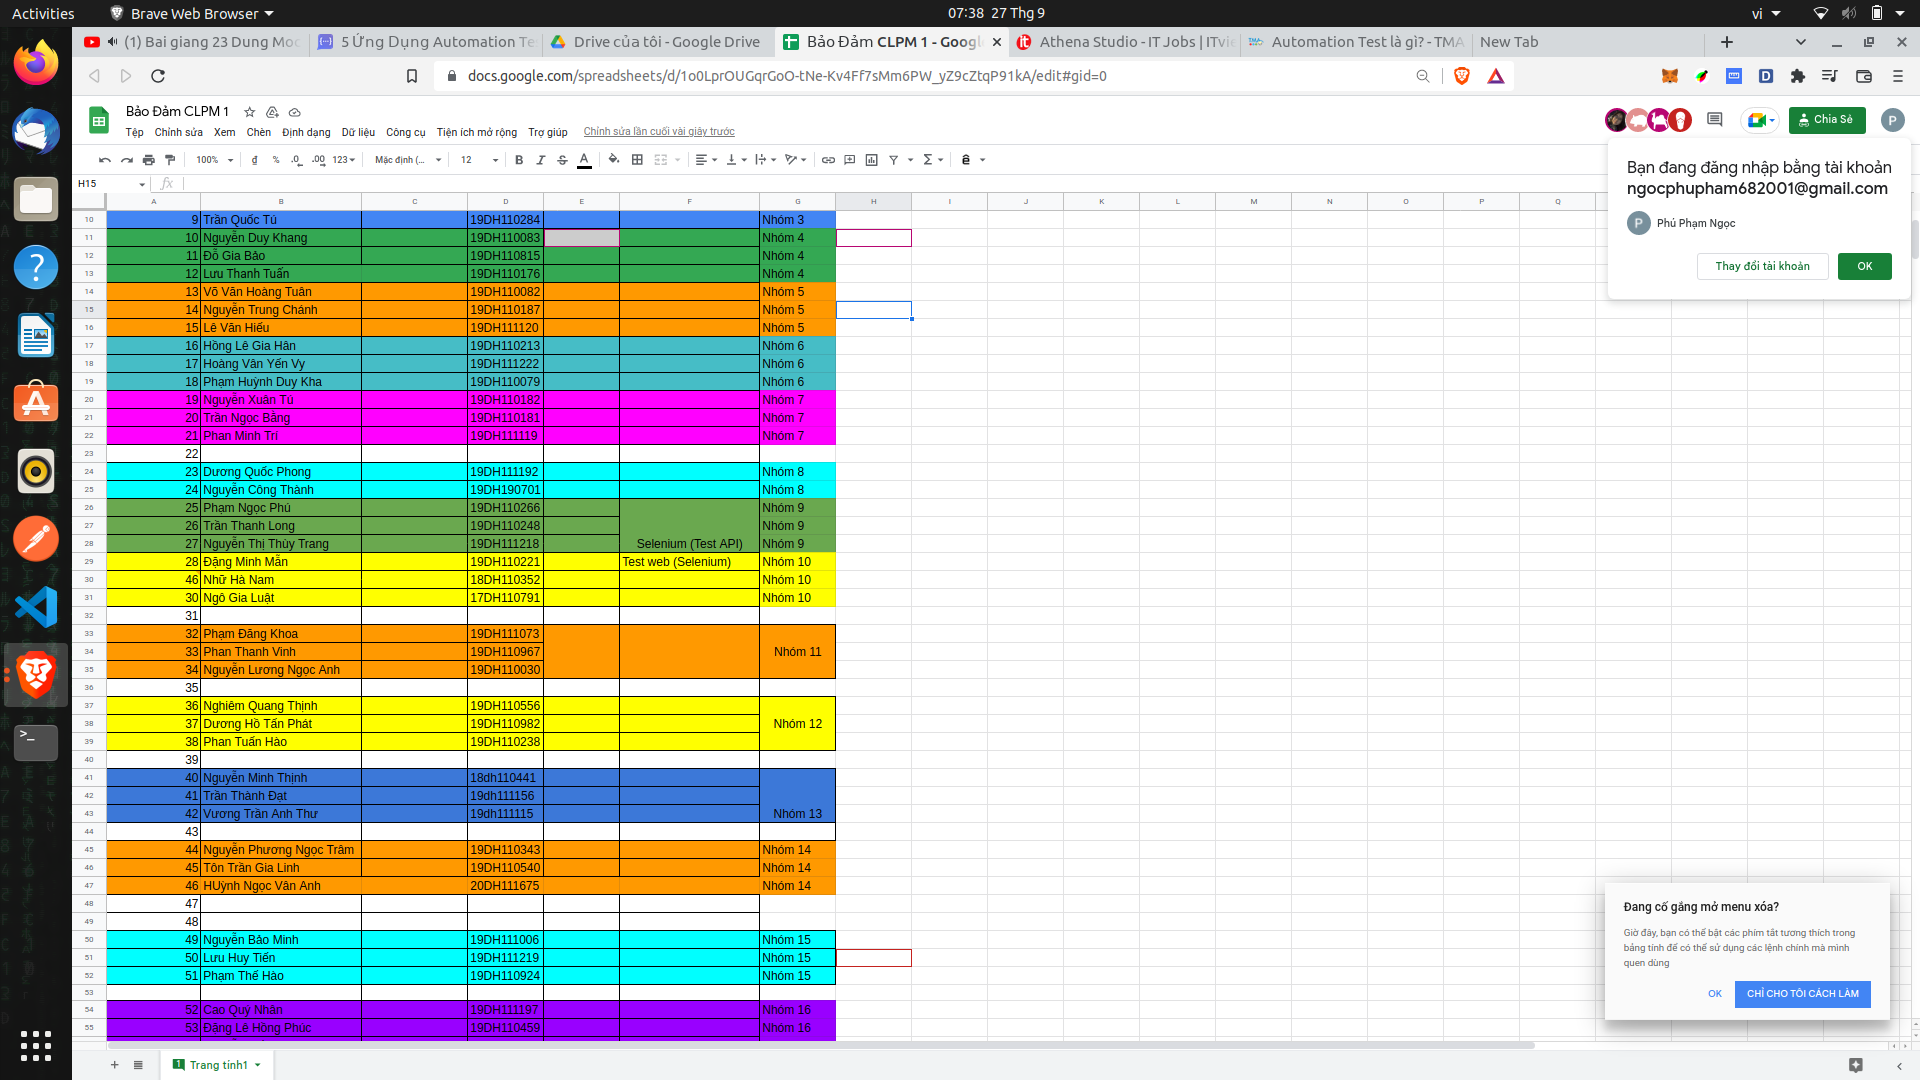 Activities
Brave Web Browser
07:38 27 Thg 9
vi
(1) Bai giang 23 Dung Moc
5 Ứng Dụng Automation Te
Drive của tôi - Google Drive
Bảo Đảm CLPM 1 - Googl
Athena Studio - IT Jobs | ITvie
Automation Test là gì? - TMA
New Tab
docs.google.com/spreadsheets/d/1o0LprOUGqrGoO-tNe-Kv4Ff7sMm6PW_yZ9cZtqP91kA/edit#gid=0
Bảo Đảm CLPM 1
Tệp Chỉnh sửa Xem Chèn Định dạng Dữ liệu Công cụ Tiện ích mở rộng Trợ giúp Chỉnh sửa lần cuối vài giây trước
Chia Sẻ
P
100% ₫ % .0 .00 123 Mặc định (... 12 B I S A
H15 fx
Bạn đang đăng nhập bằng tài khoản
ngocphupham682001@gmail.com
P Phú Phạm Ngọc
Thay đổi tài khoản OK
A B C D E F G H I J K L M N O P Q
10 9 Trần Quốc Tú 19DH110284 Nhóm 3
11 10 Nguyễn Duy Khang 19DH110083 Nhóm 4
12 11 Đỗ Gia Bảo 19DH110815 Nhóm 4
13 12 Lưu Thanh Tuấn 19DH110176 Nhóm 4
14 13 Võ Văn Hoàng Tuân 19DH110082 Nhóm 5
15 14 Nguyễn Trung Chánh 19DH110187 Nhóm 5
16 15 Lê Văn Hiếu 19DH111120 Nhóm 5
17 16 Hồng Lê Gia Hân 19DH110213 Nhóm 6
18 17 Hoàng Vân Yến Vy 19DH111222 Nhóm 6
19 18 Phạm Huỳnh Duy Kha 19DH110079 Nhóm 6
20 19 Nguyễn Xuân Tú 19DH110182 Nhóm 7
21 20 Trần Ngọc Bằng 19DH110181 Nhóm 7
22 21 Phan Minh Trí 19DH111119 Nhóm 7
23 22
24 23 Dương Quốc Phong 19DH111192 Nhóm 8
25 24 Nguyễn Công Thành 19DH190701 Nhóm 8
26 25 Phạm Ngọc Phú 19DH110266 Nhóm 9
27 26 Trần Thanh Long 19DH110248 Nhóm 9
28 27 Nguyễn Thị Thùy Trang 19DH111218 Selenium (Test API) Nhóm 9
29 28 Đặng Minh Mẫn 19DH110221 Test web (Selenium) Nhóm 10
30 46 Nhữ Hà Nam 18DH110352 Nhóm 10
31 30 Ngô Gia Luật 17DH110791 Nhóm 10
32 31
33 32 Phạm Đăng Khoa 19DH111073
34 33 Phan Thanh Vinh 19DH110967 Nhóm 11
35 34 Nguyễn Lương Ngọc Anh 19DH110030
36 35
37 36 Nghiêm Quang Thịnh 19DH110556
38 37 Dương Hồ Tấn Phát 19DH110982 Nhóm 12
39 38 Phan Tuấn Hào 19DH110238
40 39
41 40 Nguyễn Minh Thịnh 18dh110441
42 41 Trần Thành Đạt 19dh111156
43 42 Vương Trần Anh Thư 19dh111115 Nhóm 13
44 43
45 44 Nguyễn Phương Ngọc Trâm 19DH110343 Nhóm 14
46 45 Tôn Trần Gia Linh 19DH110540 Nhóm 14
47 46 HUỳnh Ngọc Vân Anh 20DH111675 Nhóm 14
48 47
49 48
50 49 Nguyễn Bảo Minh 19DH111006 Nhóm 15
51 50 Lưu Huy Tiến 19DH111219 Nhóm 15
52 51 Phạm Thế Hào 19DH110924 Nhóm 15
53
54 52 Cao Quý Nhân 19DH111197 Nhóm 16
55 53 Đặng Lê Hồng Phúc 19DH110459 Nhóm 16
Đang cố gắng mở menu xóa?
Giờ đây, bạn có thể bật các phím tắt tương thích trong
bảng tính để có thể sử dụng các lệnh chính mà mình
quen dùng
OK CHỈ CHO TÔI CÁCH LÀM
Trang tính1